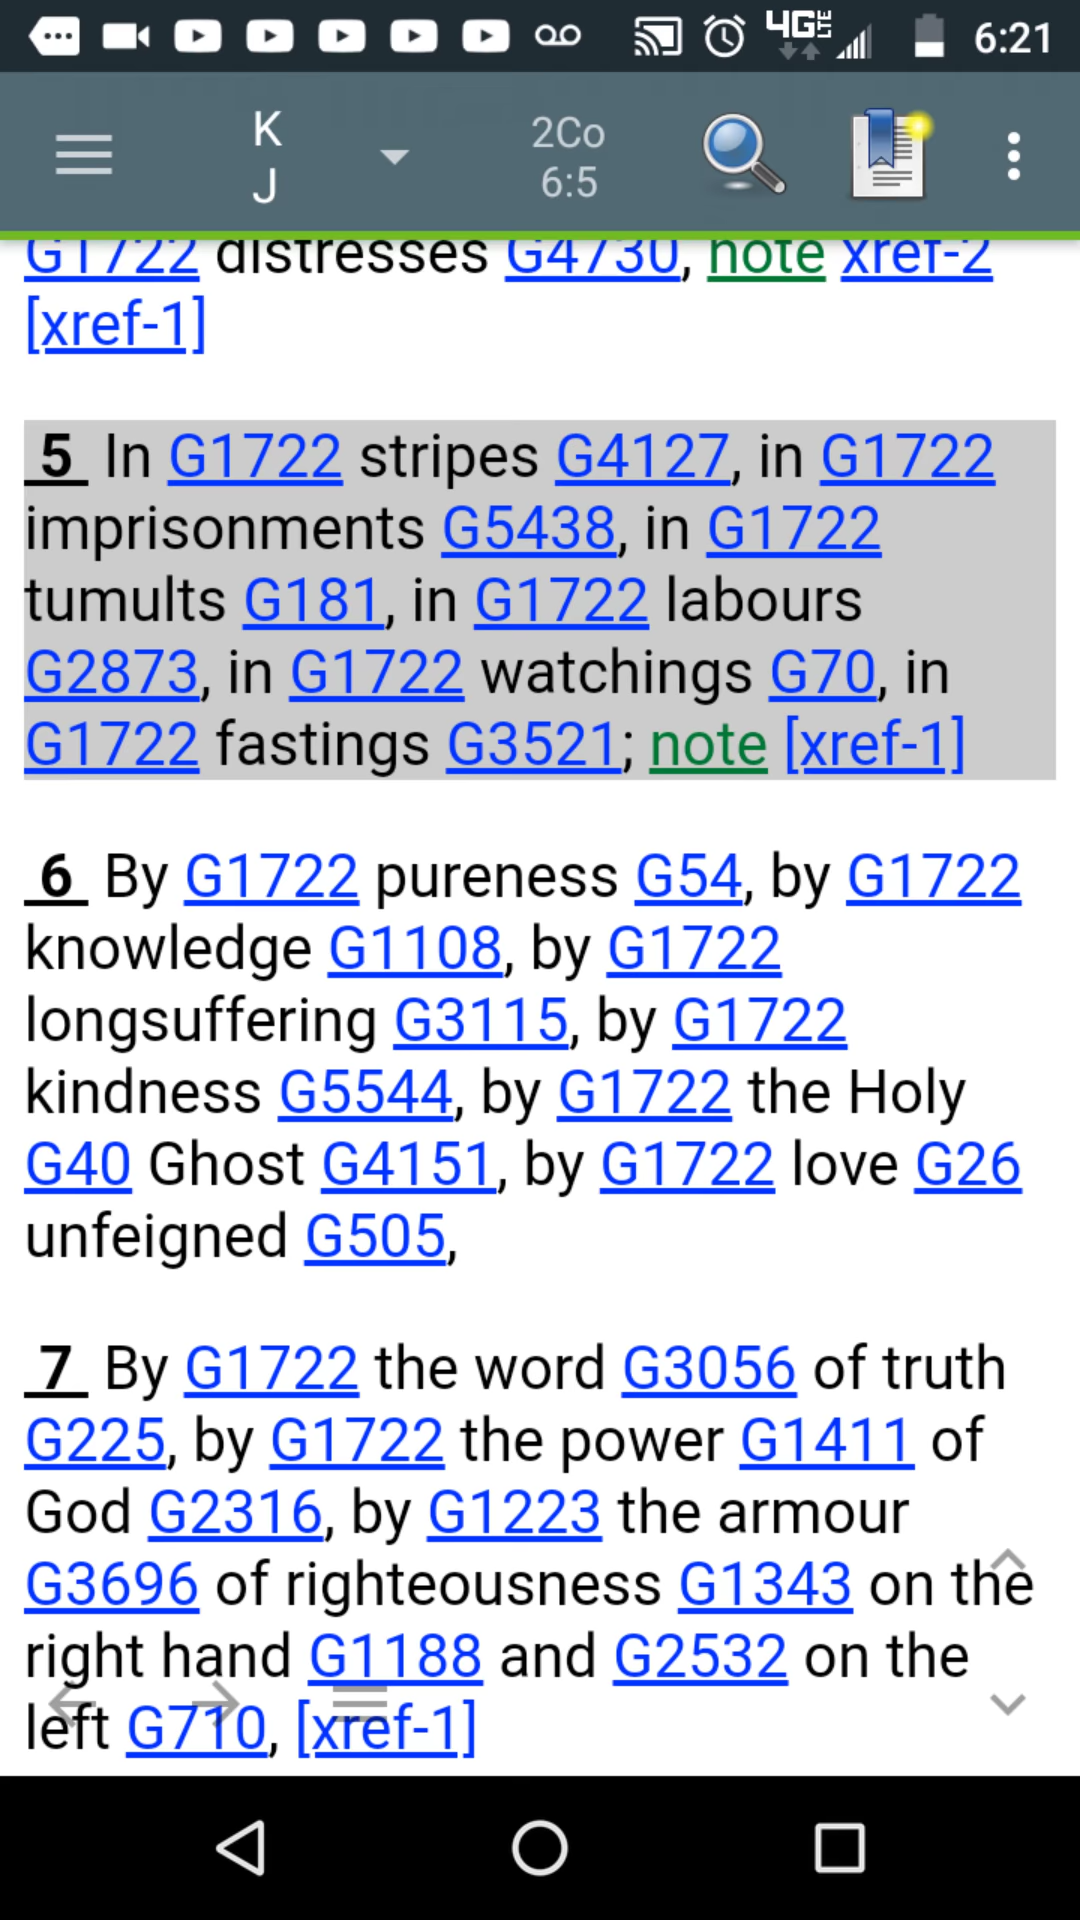 4G LTE 6:21
K
J
2Co
6:5
G1722 distresses G4730, note xref-2
[xref-1]
5 In G1722 stripes G4127, in G1722
imprisonments G5438, in G1722
tumults G181, in G1722 labours
G2873, in G1722 watchings G70, in
G1722 fastings G3521; note [xref-1]
6 By G1722 pureness G54, by G1722
knowledge G1108, by G1722
longsuffering G3115, by G1722
kindness G5544, by G1722 the Holy
G40 Ghost G4151, by G1722 love G26
unfeigned G505,
7 By G1722 the word G3056 of truth
G225, by G1722 the power G1411 of
God G2316, by G1223 the armour
G3696 of righteousness G1343 on the
right hand G1188 and G2532 on the
left G710, [xref-1]